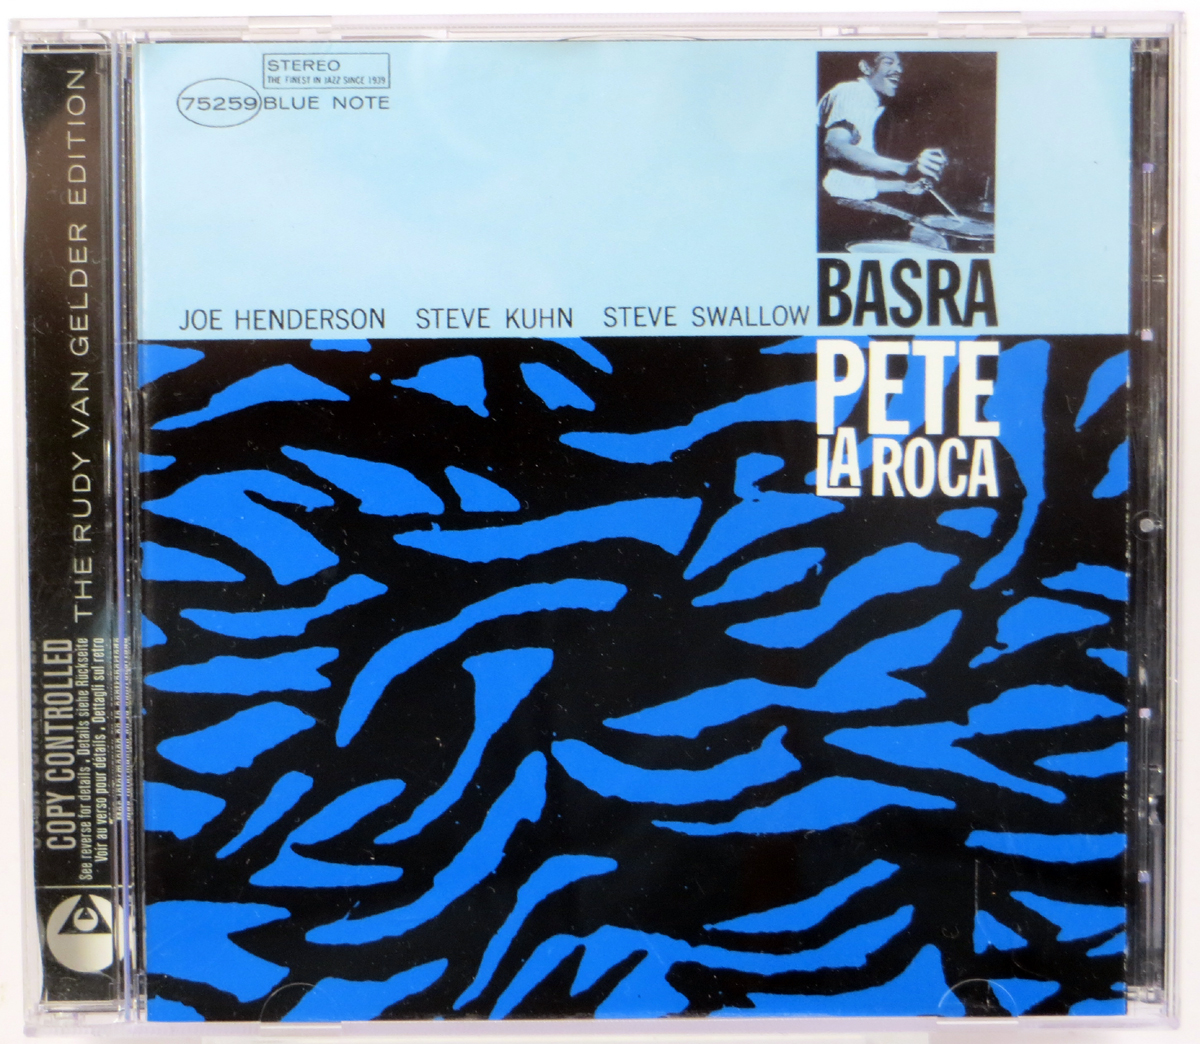 STEREO
THE FINEST IN JAZZ SINCE 1939
75259 BLUE NOTE
JOE HENDERSON STEVE KUHN STEVE SWALLOW
BASRA
PETE
LA ROCA
THE RUDY VAN GELDER EDITION
COPY CONTROLLED
See reverse for details . Details siehe Rückseite
Voir au verso pour détails . Dettagli sul retro
C